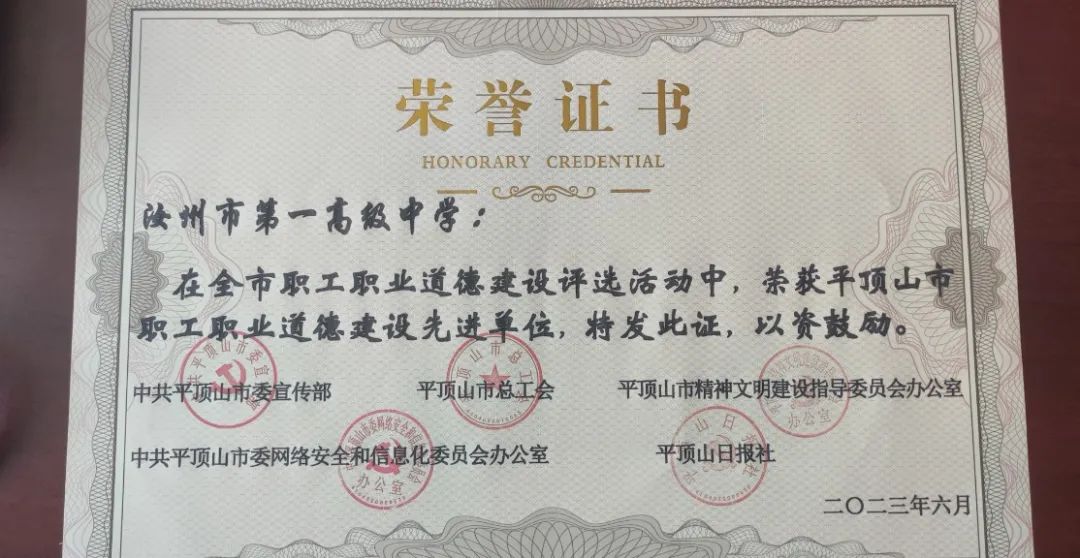 荣誉证书
HONORARY CREDENTIAL
汝州市第一高级中学：
在全市职工职业道德建设评选活动中，荣获平顶山市
职工职业道德建设先进单位，特发此证，以资鼓励。
中共平顶山市委宣传部 平顶山市总工会 平顶山市精神文明建设指导委员会办公室
中共平顶山市委网络安全和信息化委员会办公室 平顶山日报社
办公室
办公室
二〇二三年六月